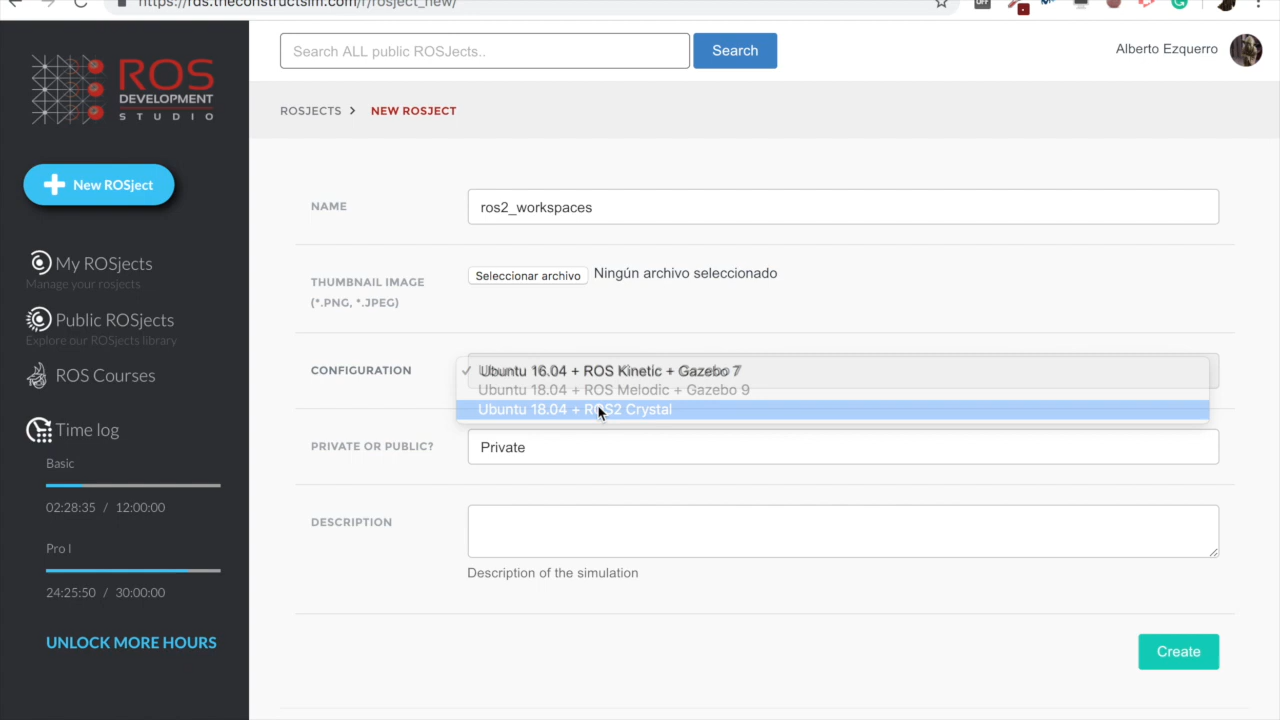 https://rds.theconstructsim.com/r/rosject_new/
OFF
ROS
DEVELOPMENT
STUDIO
Search ALL public ROSJects..
Search
Alberto Ezquerro
ROSJECTS
NEW ROSJECT
New ROSject
My ROSjects
Manage your rosjects
Public ROSjects
Explore our ROSjects library
ROS Courses
Time log
Basic
02:28:35 / 12:00:00
Pro I
24:25:50 / 30:00:00
UNLOCK MORE HOURS
NAME
ros2_workspaces
THUMBNAIL IMAGE
(*.PNG, *.JPEG)
Seleccionar archivo
Ningún archivo seleccionado
CONFIGURATION
Ubuntu 16.04 + ROS Kinetic + Gazebo 7
Ubuntu 18.04 + ROS Melodic + Gazebo 9
Ubuntu 18.04 + ROS2 Crystal
PRIVATE OR PUBLIC?
Private
DESCRIPTION
Description of the simulation
Create